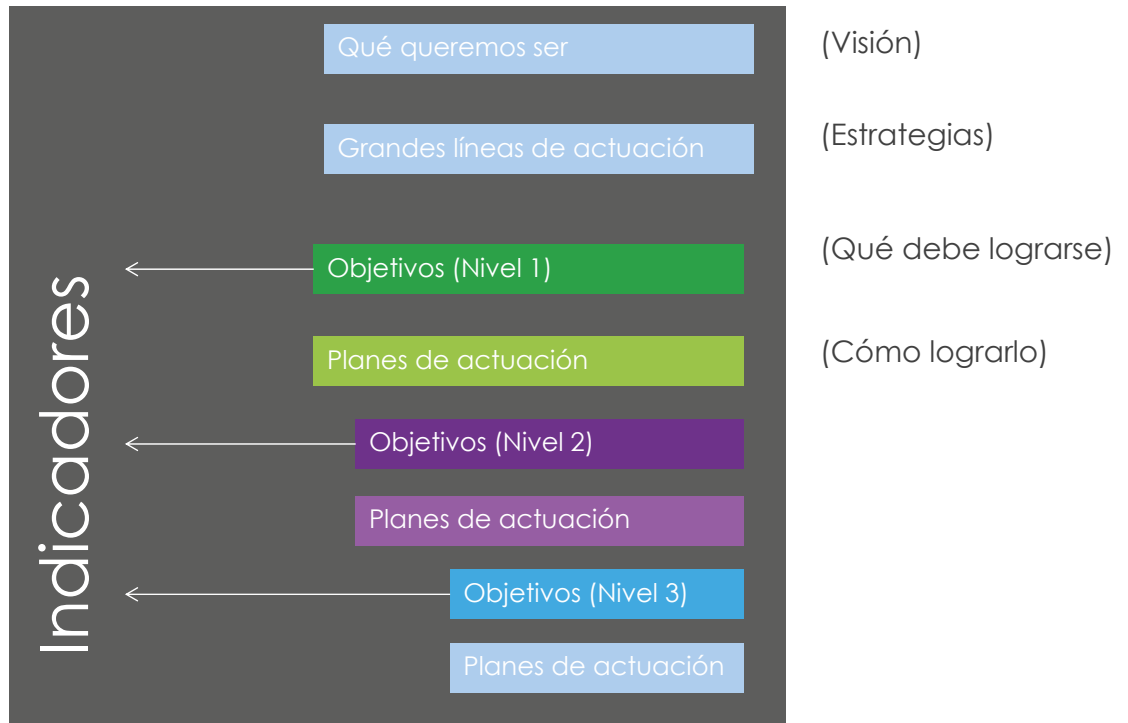 Qué queremos ser
(Visión)
Grandes líneas de actuación
(Estrategias)
Objetivos (Nivel 1)
(Qué debe lograrse)
Planes de actuación
(Cómo lograrlo)
Objetivos (Nivel 2)
Planes de actuación
Objetivos (Nivel 3)
Planes de actuación
Indicadores